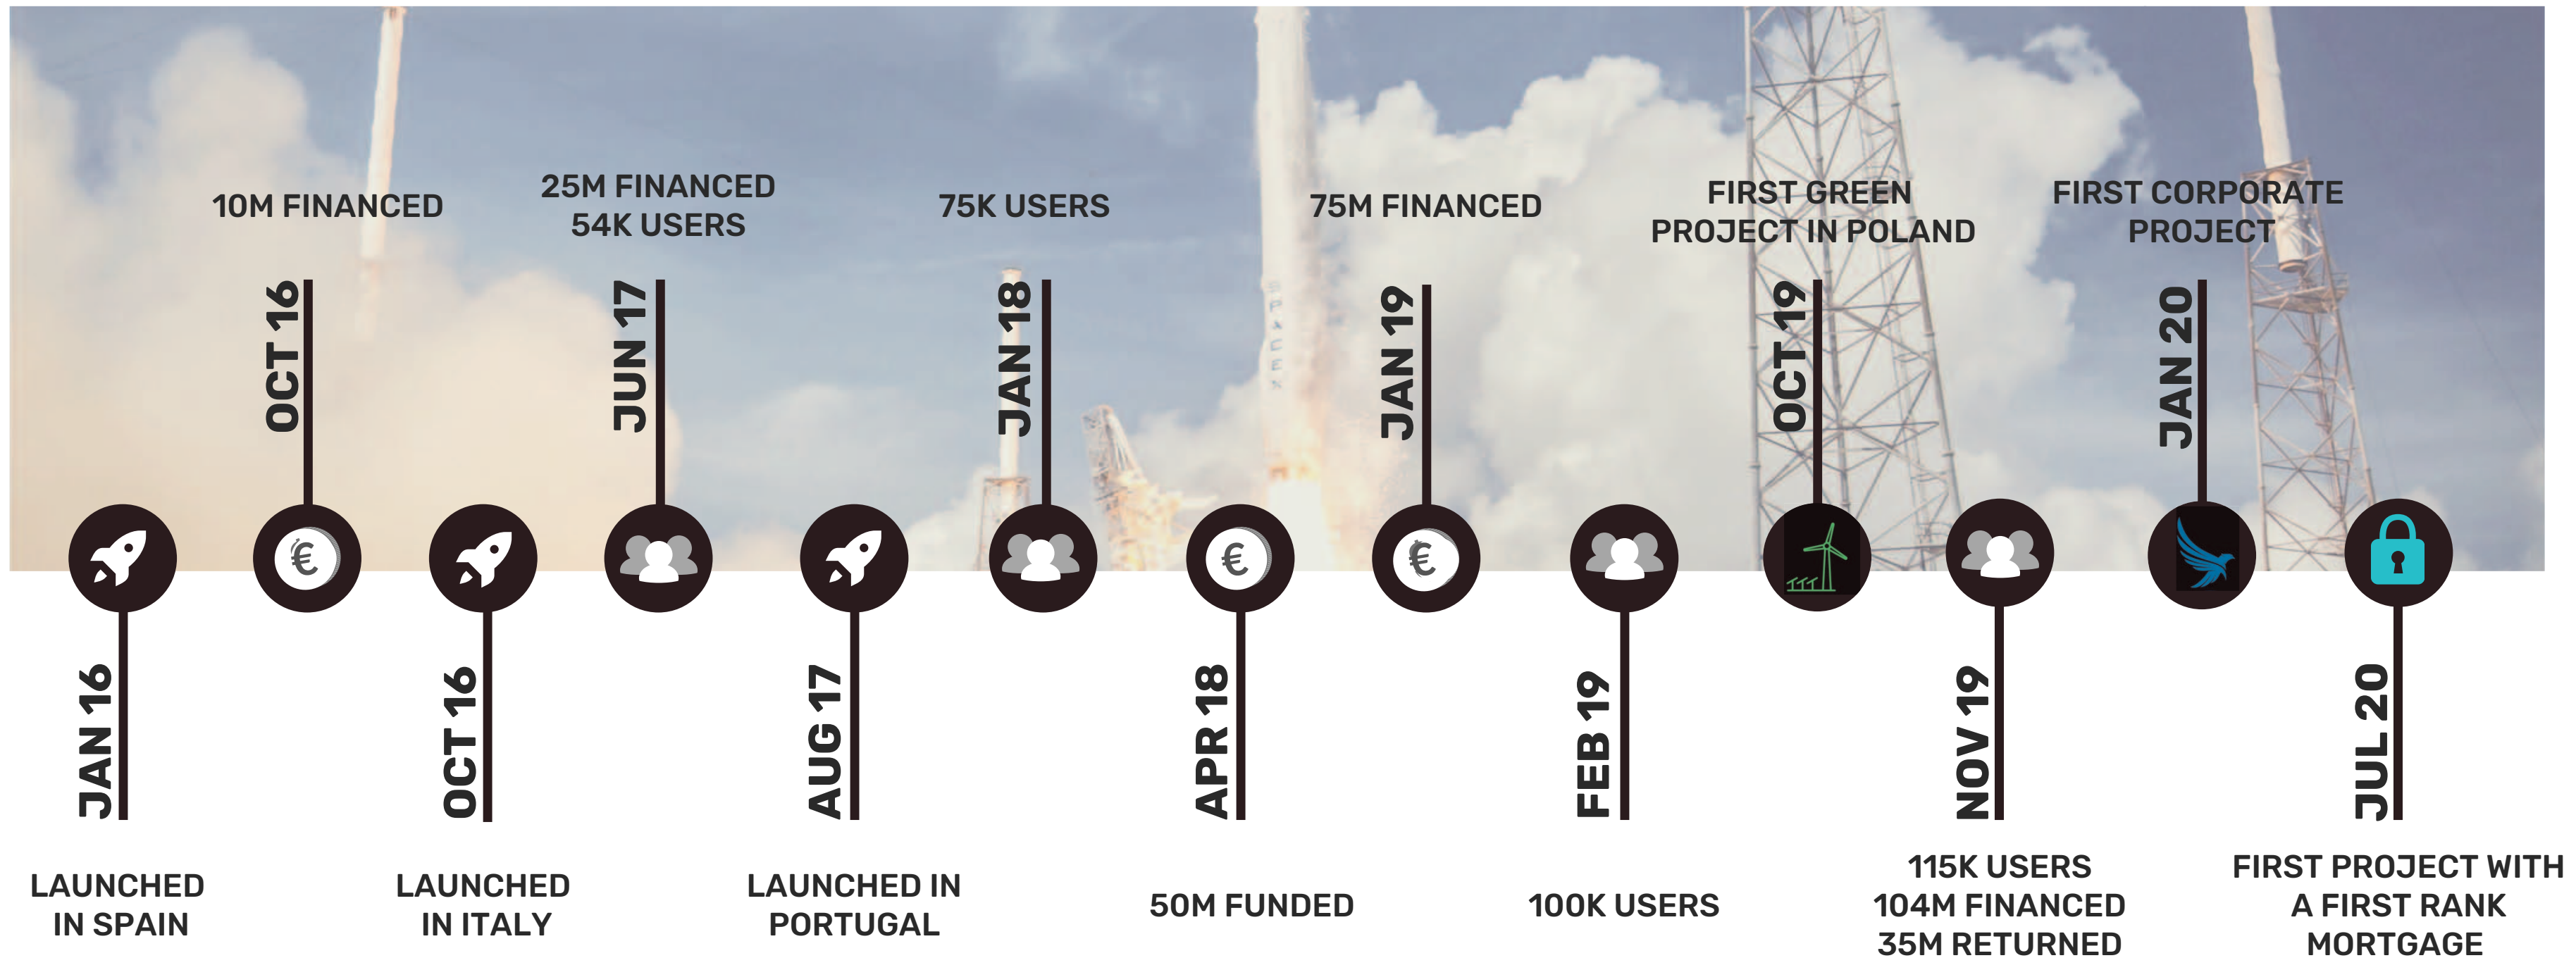 JAN 16
LAUNCHED
IN SPAIN
10M FINANCED
OCT 16
€
OCT 16
LAUNCHED
IN ITALY
25M FINANCED
54K USERS
JUN 17
AUG 17
LAUNCHED IN
PORTUGAL
75K USERS
JAN 18
€
APR 18
50M FUNDED
75M FINANCED
JAN 19
€
FEB 19
100K USERS
FIRST GREEN
PROJECT IN POLAND
OCT 19
NOV 19
115K USERS
104M FINANCED
35M RETURNED
FIRST CORPORATE
PROJECT
JAN 20
JUL 20
FIRST PROJECT WITH
A FIRST RANK
MORTGAGE
SPACEX